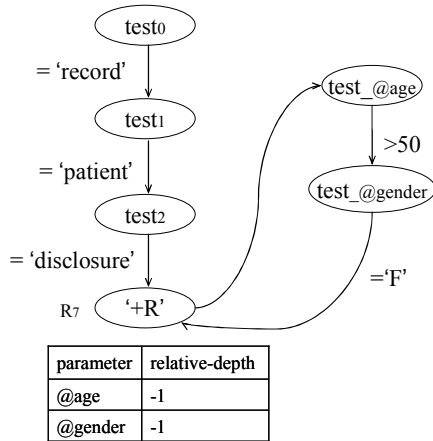 test0
= ‘record’
test1
= ‘patient’
test2
= ‘disclosure’
R7
‘+R’
test_@age
>50
test_@gender
=‘F’
parameter relative-depth
@age -1
@gender -1